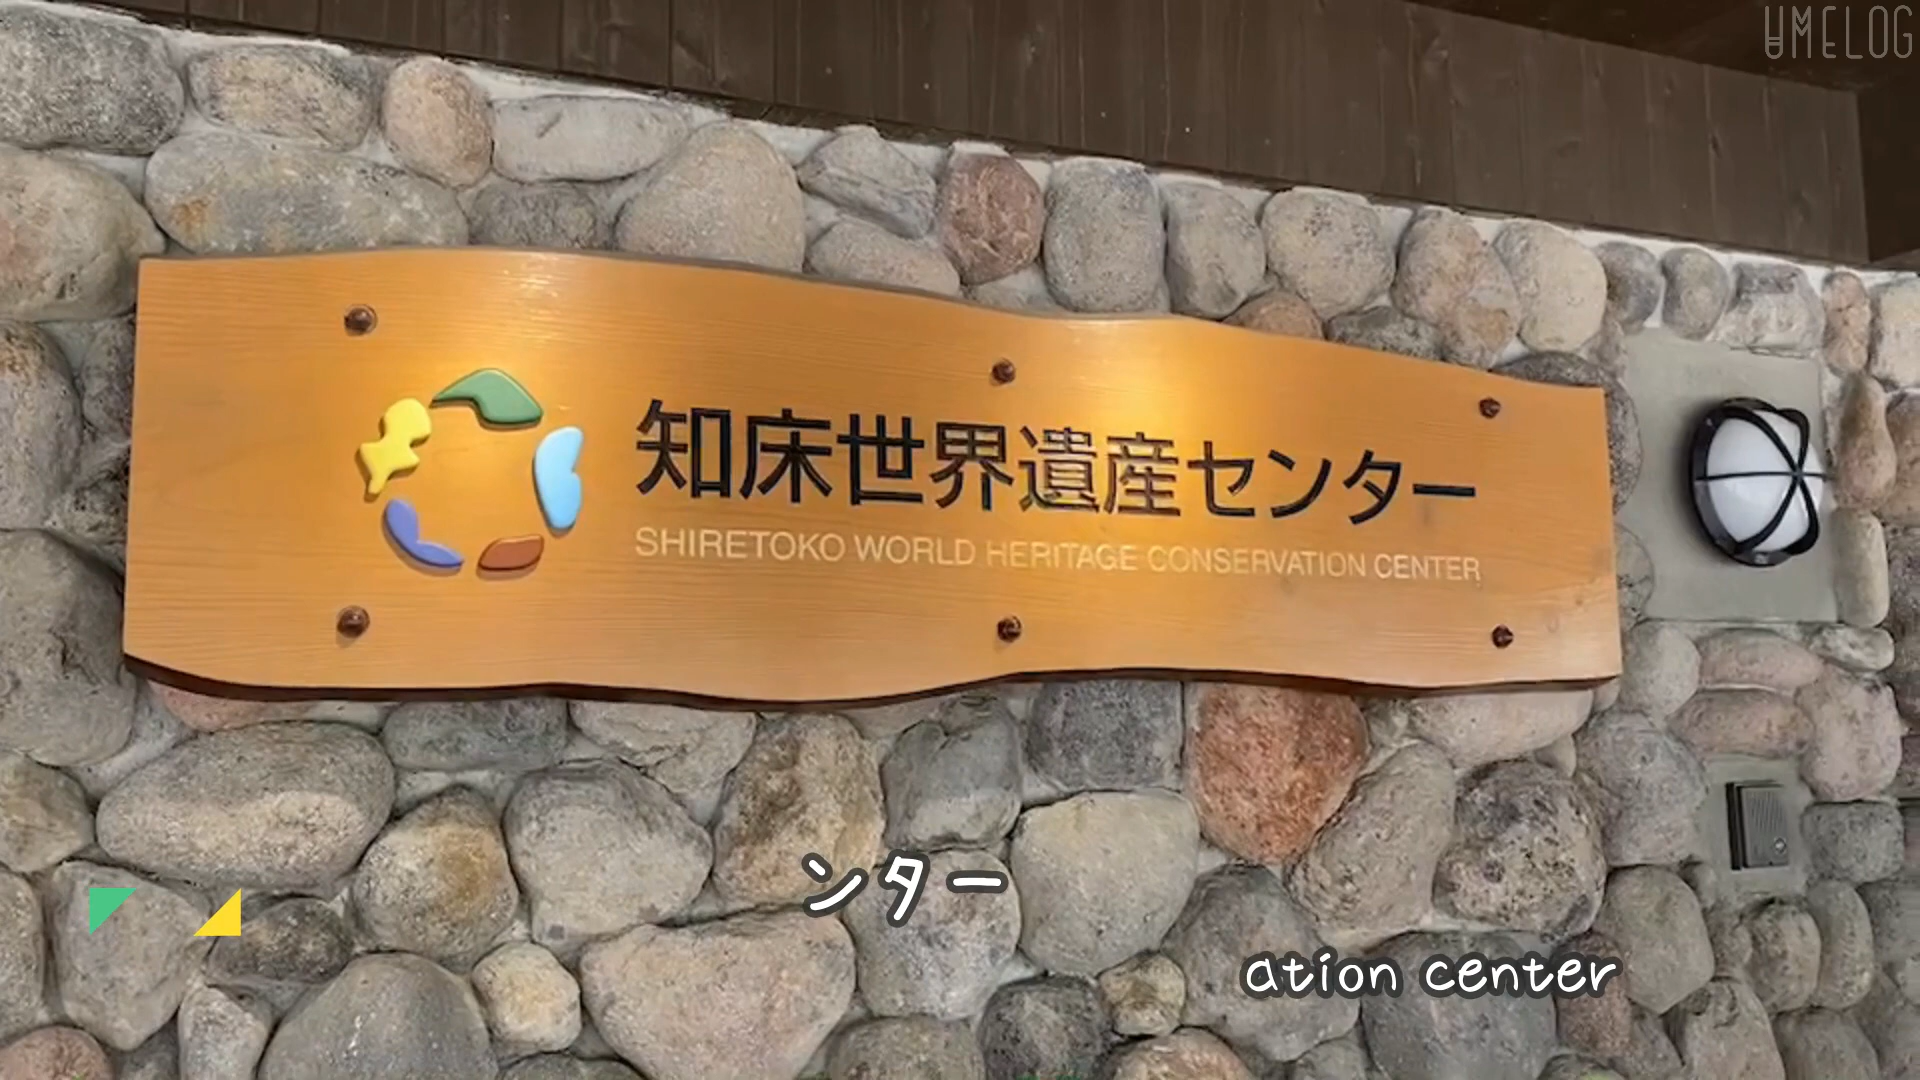 UMELOG
知床世界遺産センター
SHIRETOKO WORLD HERITAGE CONSERVATION CENTER
ンター
ation center